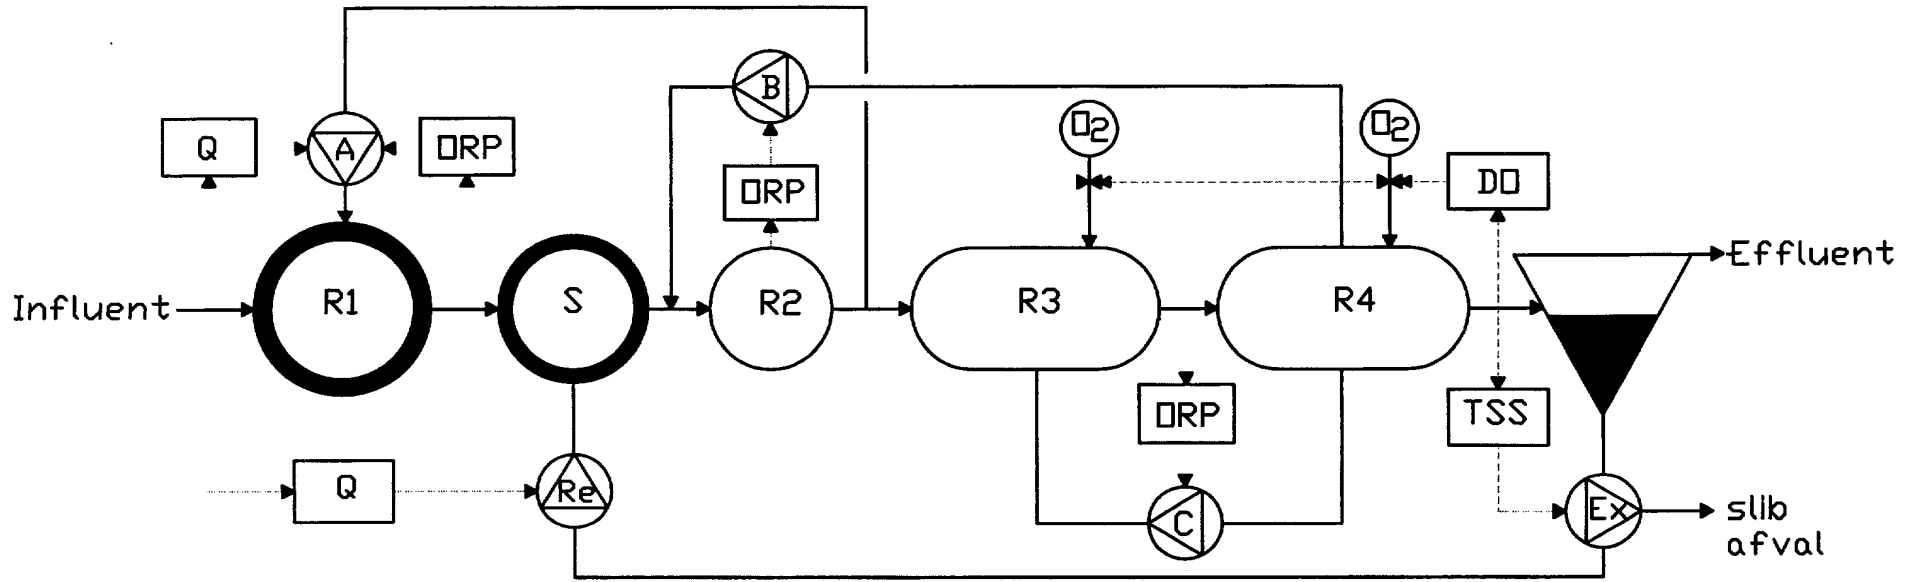 B
O2
O2
Q
A
ORP
ORP
DO
Effluent
Influent
R1
S
R2
R3
R4
ORP
TSS
Q
Re
C
Ex
slib
afval